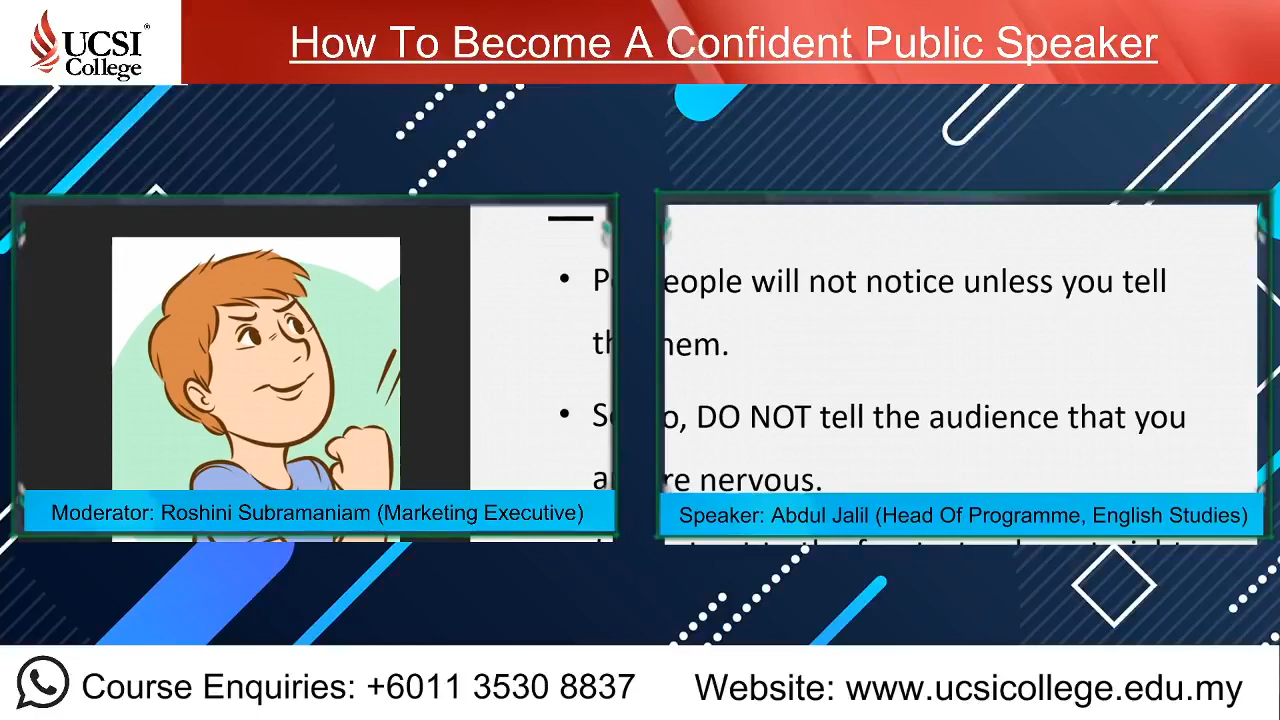 UCSI
College
How To Become A Confident Public Speaker
• P
eople will not notice unless you tell
th
hem.
• S
o, DO NOT tell the audience that you
a
re nervous.
Moderator: Roshini Subramaniam (Marketing Executive)
Speaker: Abdul Jalil (Head Of Programme, English Studies)
Course Enquiries: +6011 3530 8837
Website: www.ucsicollege.edu.my